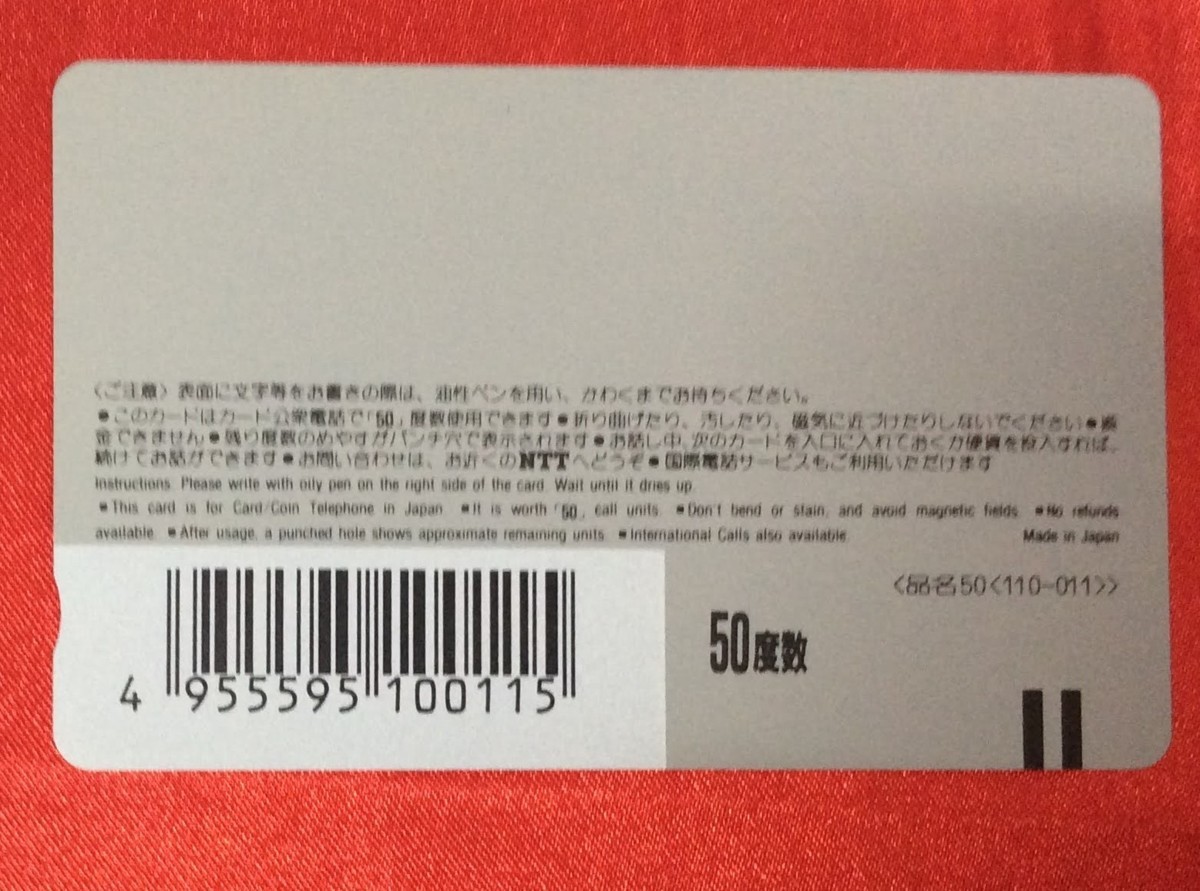 〈ご注意〉表面に文字等をお書きの際は、油性ペンを用い、かわくまでお待ちください。
●このカードはカード公衆電話で「50」度数使用できます●折り曲げたり、汚したり、磁気に近づけたりしないでください●換
金できません●残り度数のめやすがパンチ穴で表示されます●お話し中、次のカードを入口に入れておくか硬貨を投入すれば、
続けてお話ができます●お問い合わせは、お近くのNTTへどうぞ●国際電話サービスもご利用いただけます
Instructions. Please write with oily pen on the right side of the card. Wait until it dries up.
●This card is for Card/Coin Telephone in Japan. ●It is worth「50」call units. ●Don't bend or stain, and avoid magnetic fields. ●No refunds
available. ●After usage, a punched hole shows approximate remaining units. ●International Calls also available. Made in Japan
<品名50<110-011>>
50度数
4 955595 100115